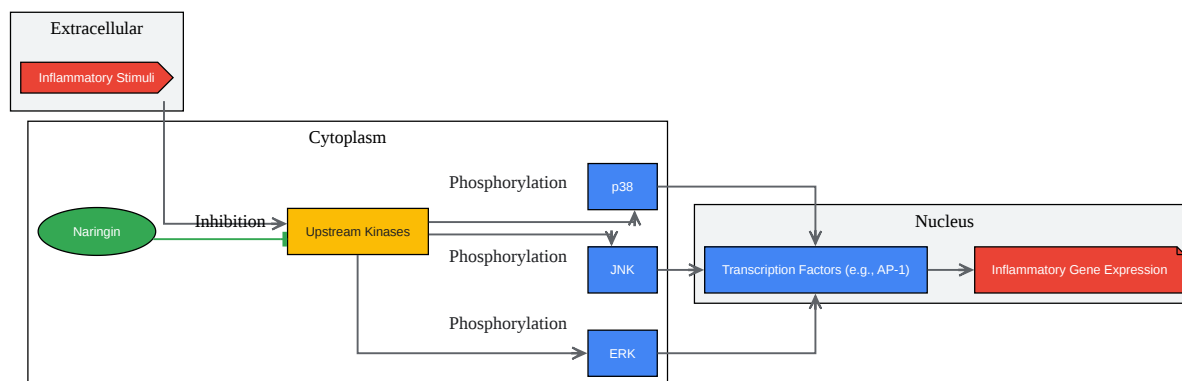 Extracellular
Inflammatory Stimuli
Cytoplasm
Phosphorylation
p38
Naringin
Inhibition
Upstream Kinases
Nucleus
Phosphorylation
JNK
Transcription Factors (e.g., AP-1)
Inflammatory Gene Expression
Phosphorylation
ERK